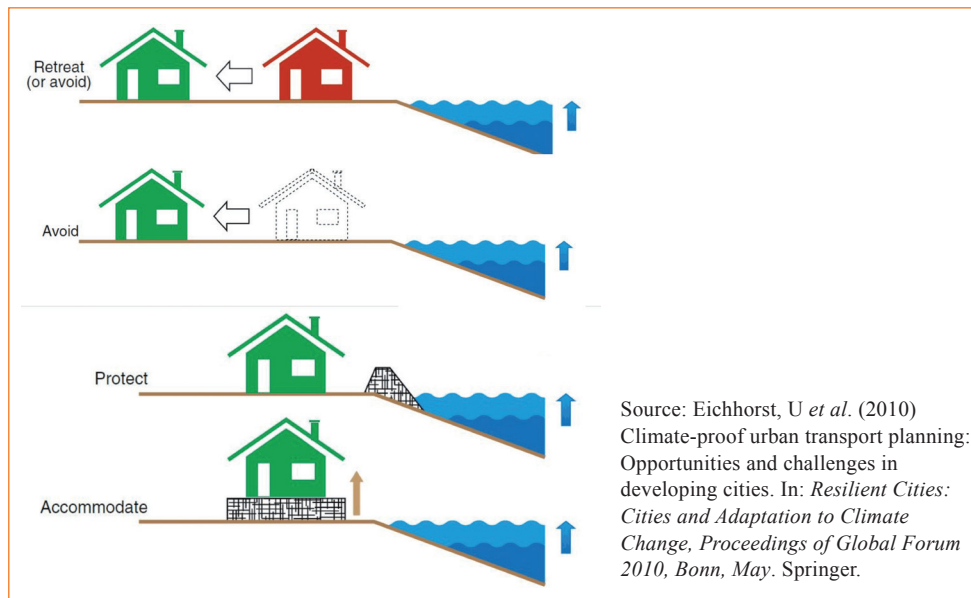 Retreat
(or avoid)
Avoid
Protect
Accommodate
Source: Eichhorst, U et al. (2010)
Climate-proof urban transport planning:
Opportunities and challenges in
developing cities. In: Resilient Cities:
Cities and Adaptation to Climate
Change, Proceedings of Global Forum
2010, Bonn, May. Springer.